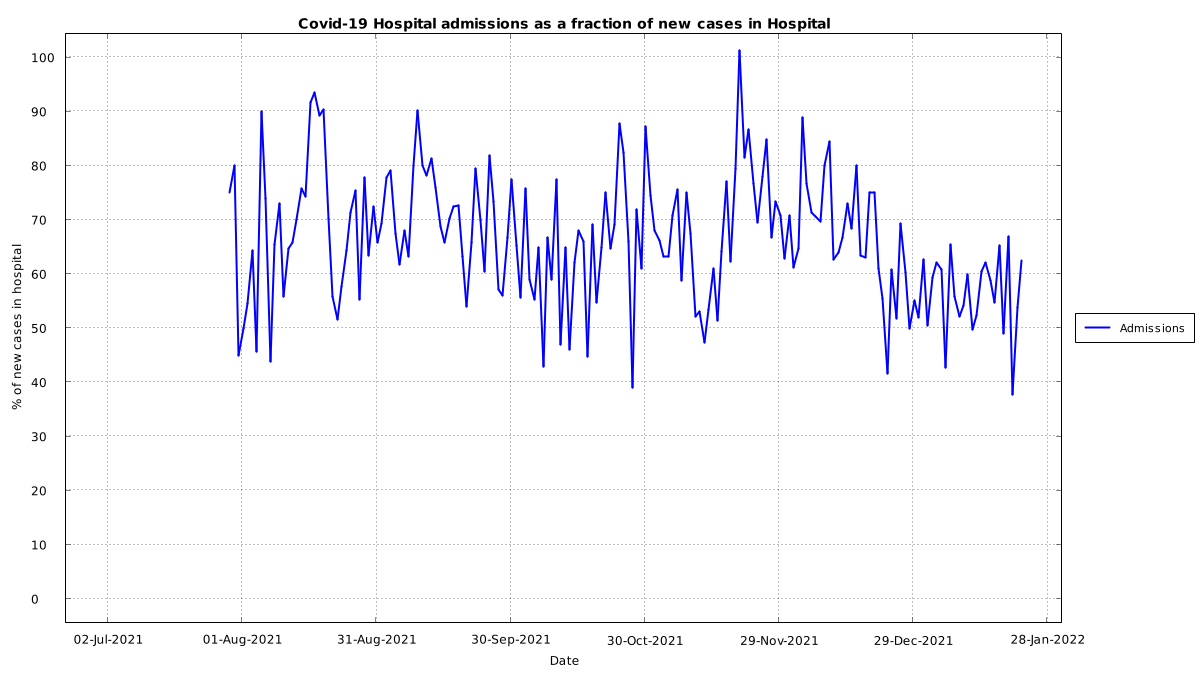 Covid-19 Hospital admissions as a fraction of new cases in Hospital
100
90
80
70
60
50
40
30
20
10
0
% of new cases in hospital
02-Jul-2021
01-Aug-2021
31-Aug-2021
30-Sep-2021
30-Oct-2021
29-Nov-2021
29-Dec-2021
28-Jan-2022
Date
Admissions